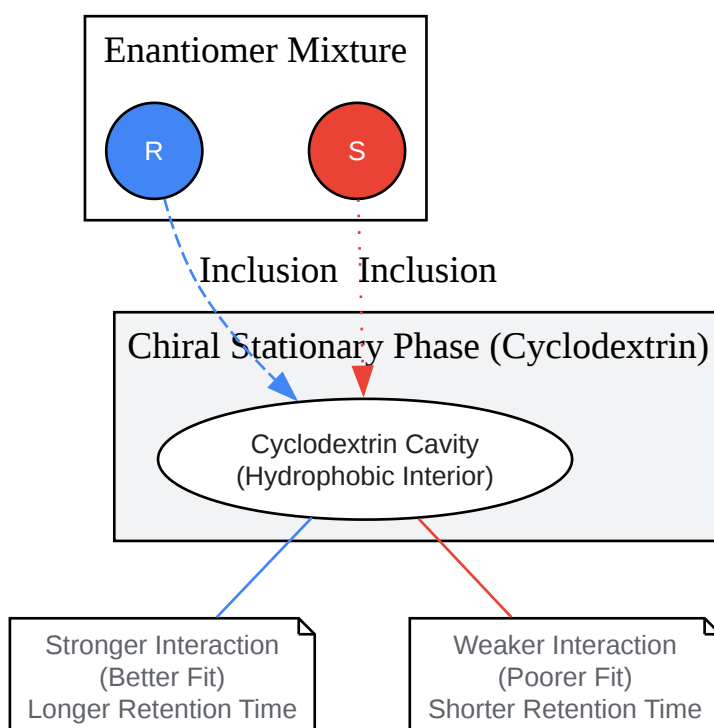 Enantiomer Mixture
R
S
Inclusion
Inclusion
Chiral Stationary Phase (Cyclodextrin)
Cyclodextrin Cavity
(Hydrophobic Interior)
Stronger Interaction
(Better Fit)
Longer Retention Time
Weaker Interaction
(Poorer Fit)
Shorter Retention Time